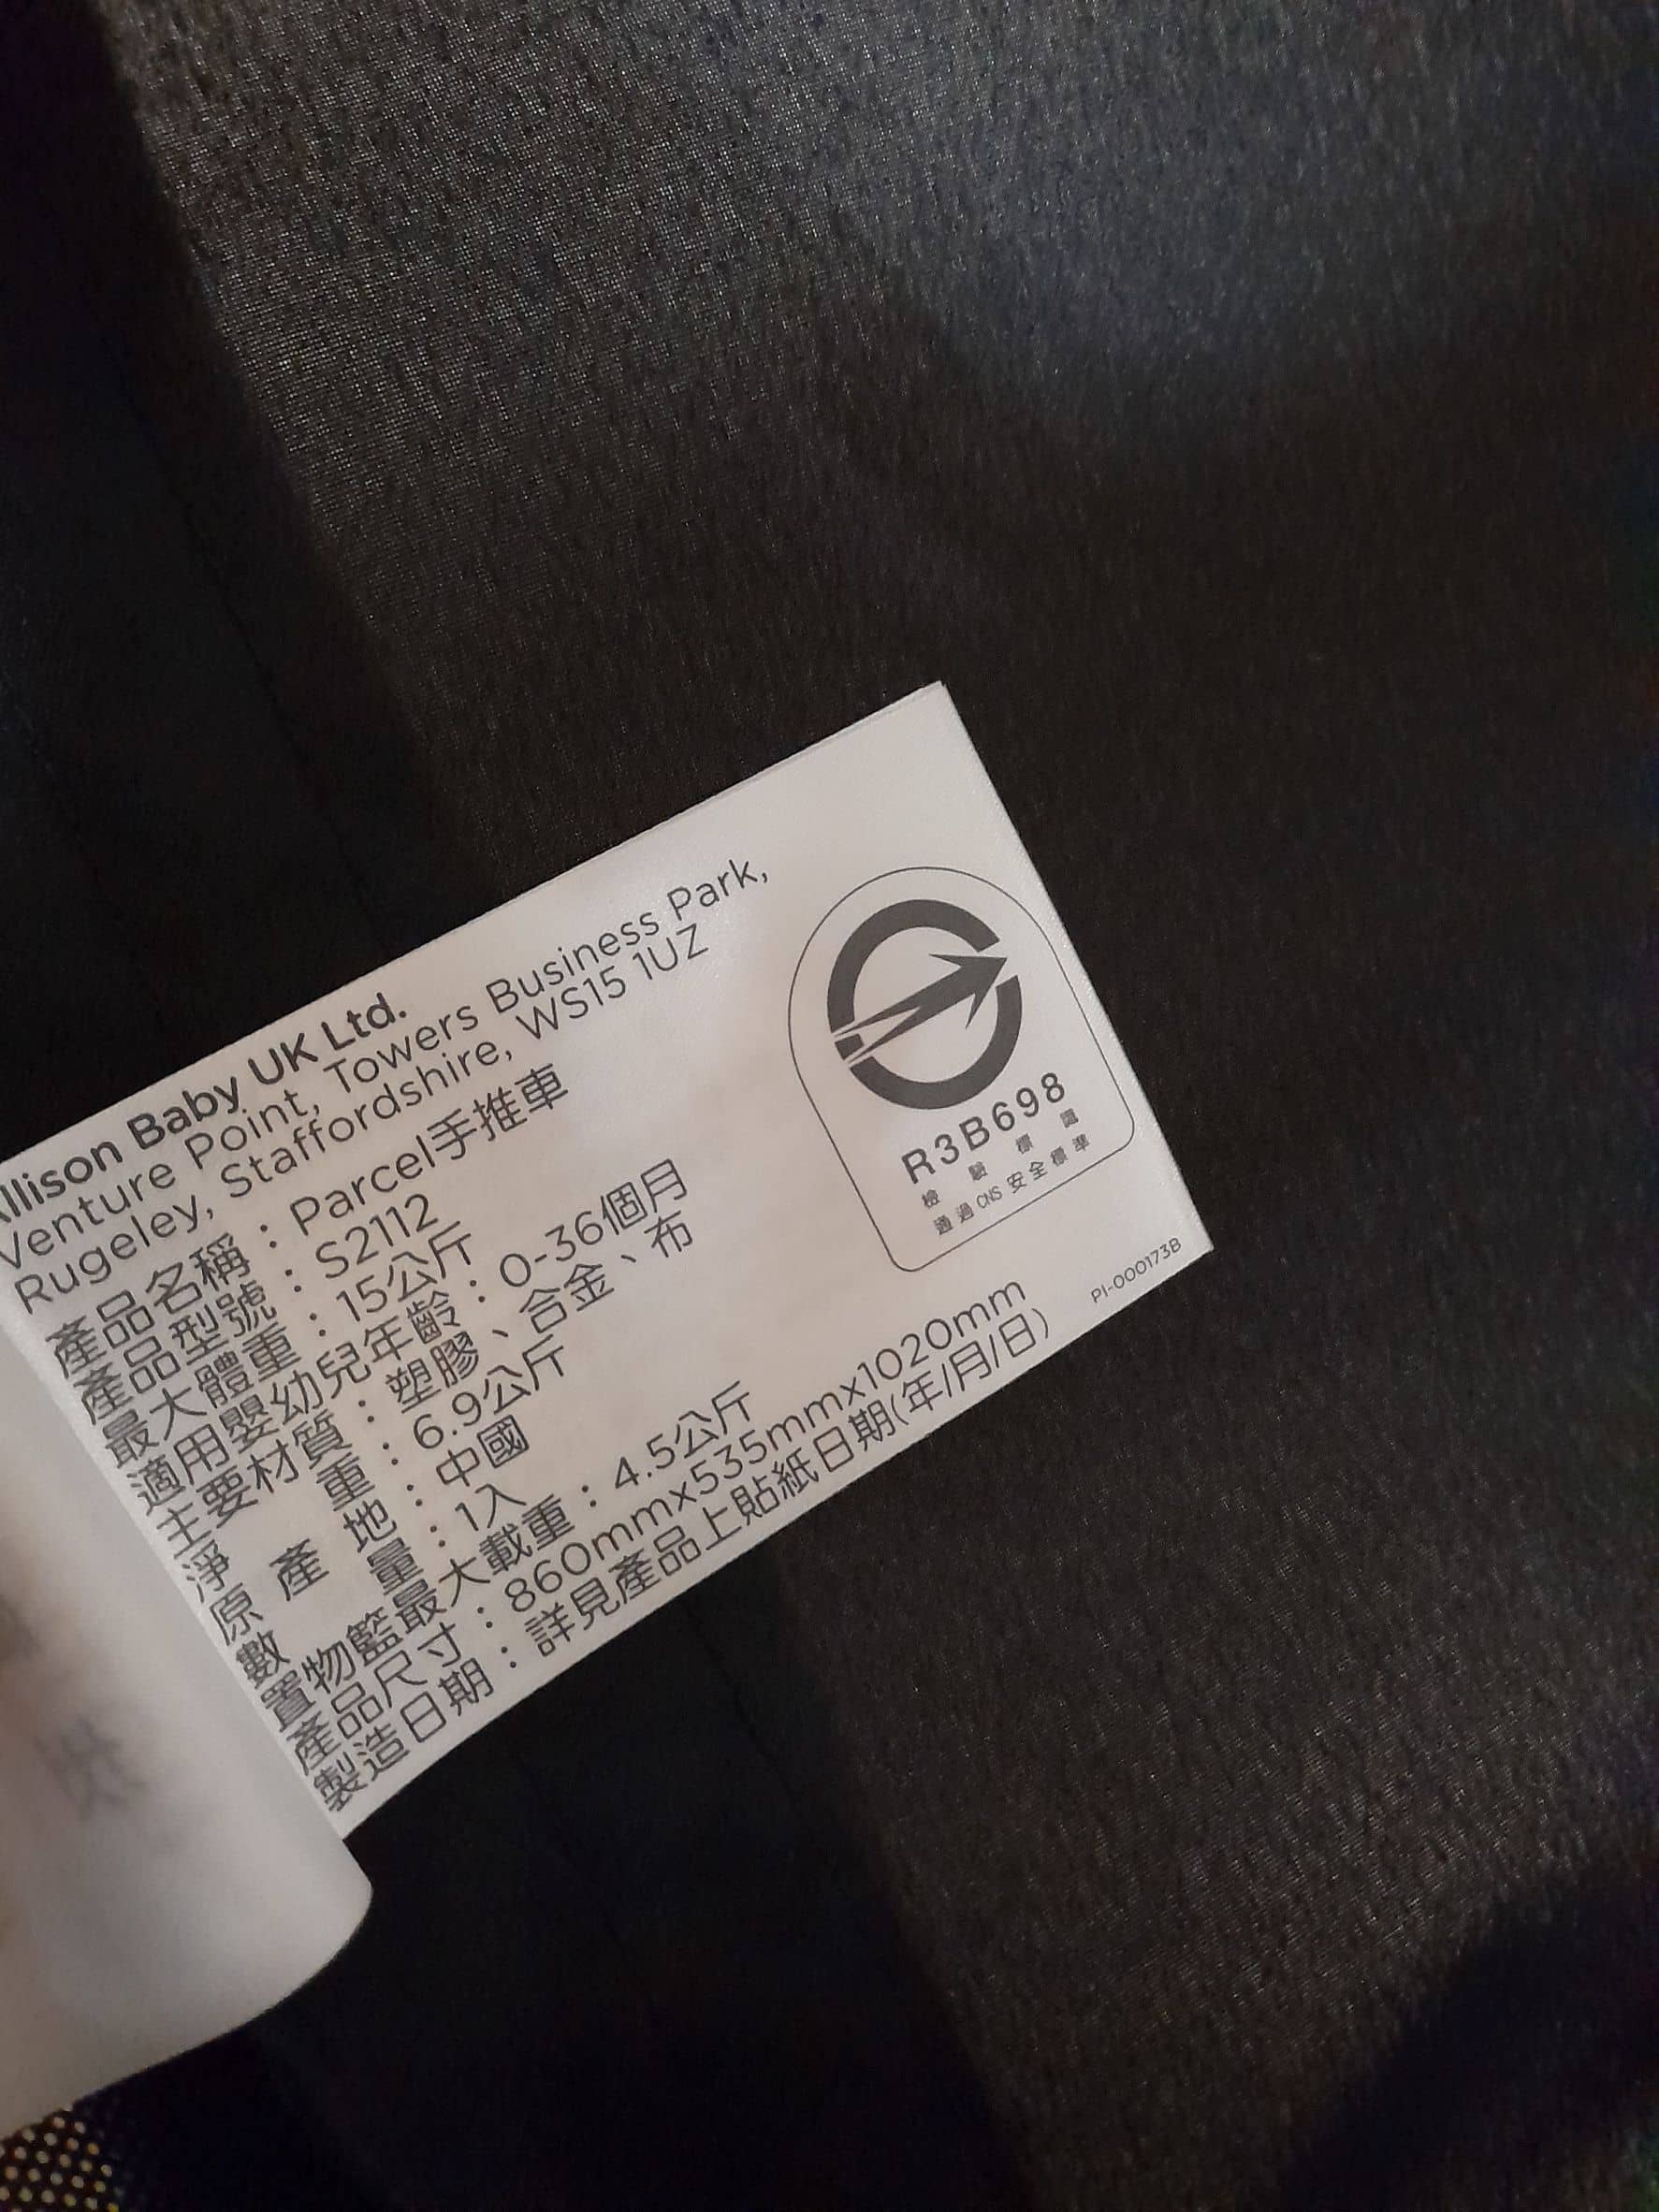 Allison Baby UK Ltd.
Venture Point, Towers Business Park,
Rugeley, Staffordshire, WS15 1UZ
產品名稱：Parcel手推車
產品型號：S2112
最大體重：15公斤
適用嬰幼兒年齡：0-36個月
主要材質：塑膠、合金、布
淨重：6.9公斤
原產地：中國
數量：1入
置物籃最大載重：4.5公斤
產品尺寸：860mmx535mmx1020mm
製造日期：詳見產品上貼紙日期(年/月/日)
R3B698
檢驗標識
通過CNS安全標準
PI-000173B